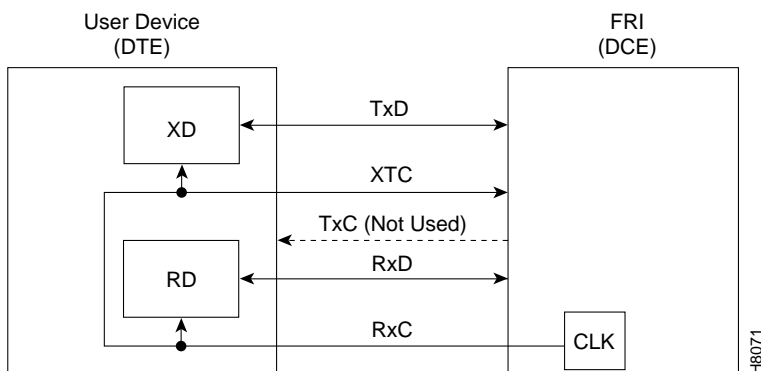 User Device
(DTE)
FRI
(DCE)
XD
TxD
XTC
TxC (Not Used)
RD
RxD
RxC
CLK
H8071